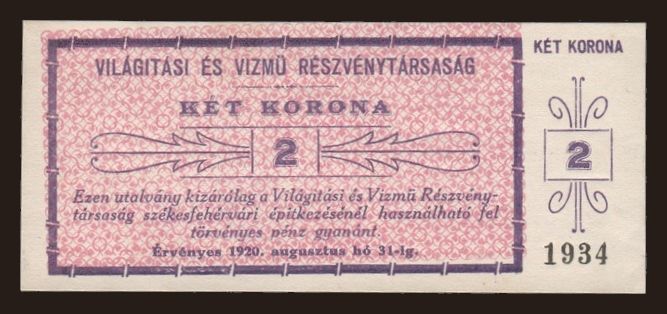 VILÁGITÁSI ÉS VIZMÜ RÉSZVÉNYTÁRSASÁG
KÉT KORONA
2
Ezen utalvány kizárólag a Világitási és Vizmü Részvény-
társaság székesfehérvári épitkezésénél használható fel
törvényes pénz gyanánt.
Érvényes 1920. augusztus hó 31-ig.
KÉT KORONA
2
1934